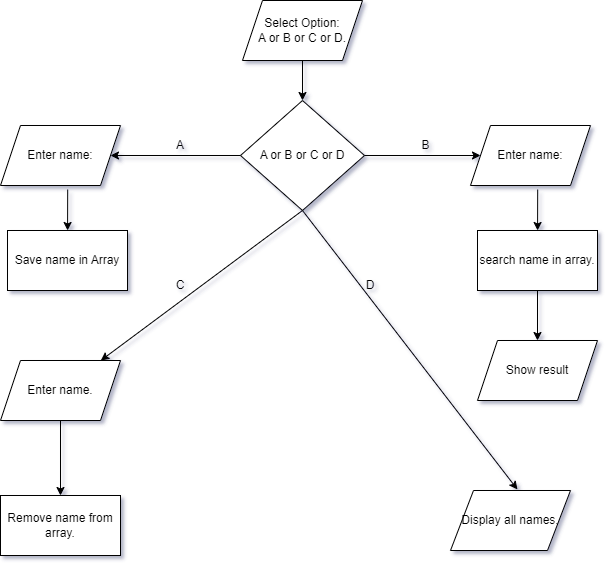 Select Option:
A or B or C or D.
A or B or C or D
A
B
Enter name:
Enter name:
Save name in Array
search name in array.
C
D
Show result
Enter name.
Remove name from
array.
Display all names.